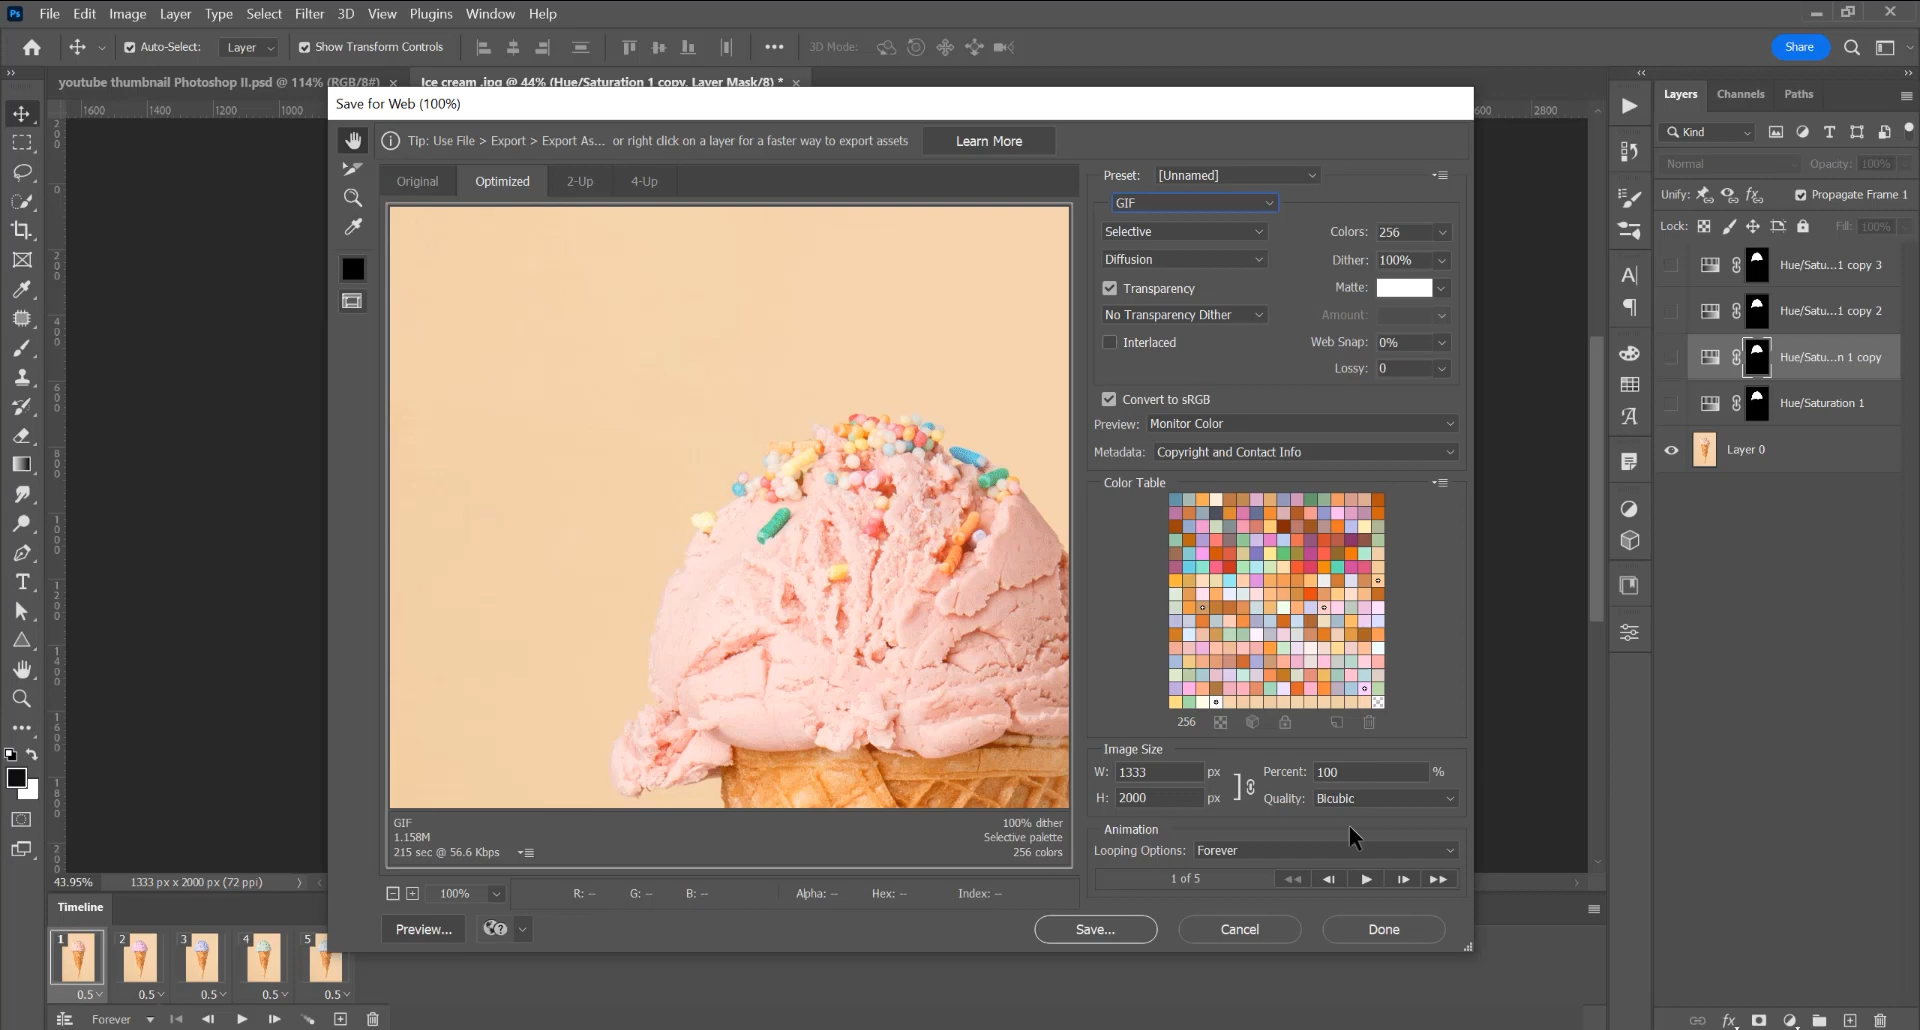 Ps File Edit Image Layer Type Select Filter 3D View Plugins Window Help
Auto-Select: Layer Show Transform Controls 3D Mode: Share
youtube thumbnail Photoshop II.psd @ 114% (RGB/8#) × Ice cream .jpg @ 44% (Hue/Saturation 1 copy, Layer Mask/8) * ×
1600 1400 1200 1000 2800
Save for Web (100%)
Tip: Use File > Export > Export As... or right click on a layer for a faster way to export assets Learn More
Original Optimized 2-Up 4-Up
Preset: [Unnamed]
GIF
Selective Colors: 256
Diffusion Dither: 100%
Transparency Matte:
No Transparency Dither Amount:
Interlaced Web Snap: 0%
Lossy: 0
Convert to sRGB
Preview: Monitor Color
Metadata: Copyright and Contact Info
Color Table
256
Image Size
W: 1333 px Percent: 100 %
H: 2000 px Quality: Bicubic
Animation
Looping Options: Forever
1 of 5
GIF
1.158M
215 sec @ 56.6 Kbps
100% dither
Selective palette
256 colors
100% R: -- G: -- B: -- Alpha: -- Hex: -- Index: --
Preview... Save... Cancel Done
Layers Channels Paths
Kind
Normal Opacity: 100%
Unify: Propagate Frame 1
Lock: Fill: 100%
Hue/Satu...1 copy 3
Hue/Satu...1 copy 2
Hue/Satu...n 1 copy
Hue/Saturation 1
Layer 0
43.95% 1333 px x 2000 px (72 ppi)
Timeline
1 2 3 4 5
0.5 0.5 0.5 0.5 0.5
Forever